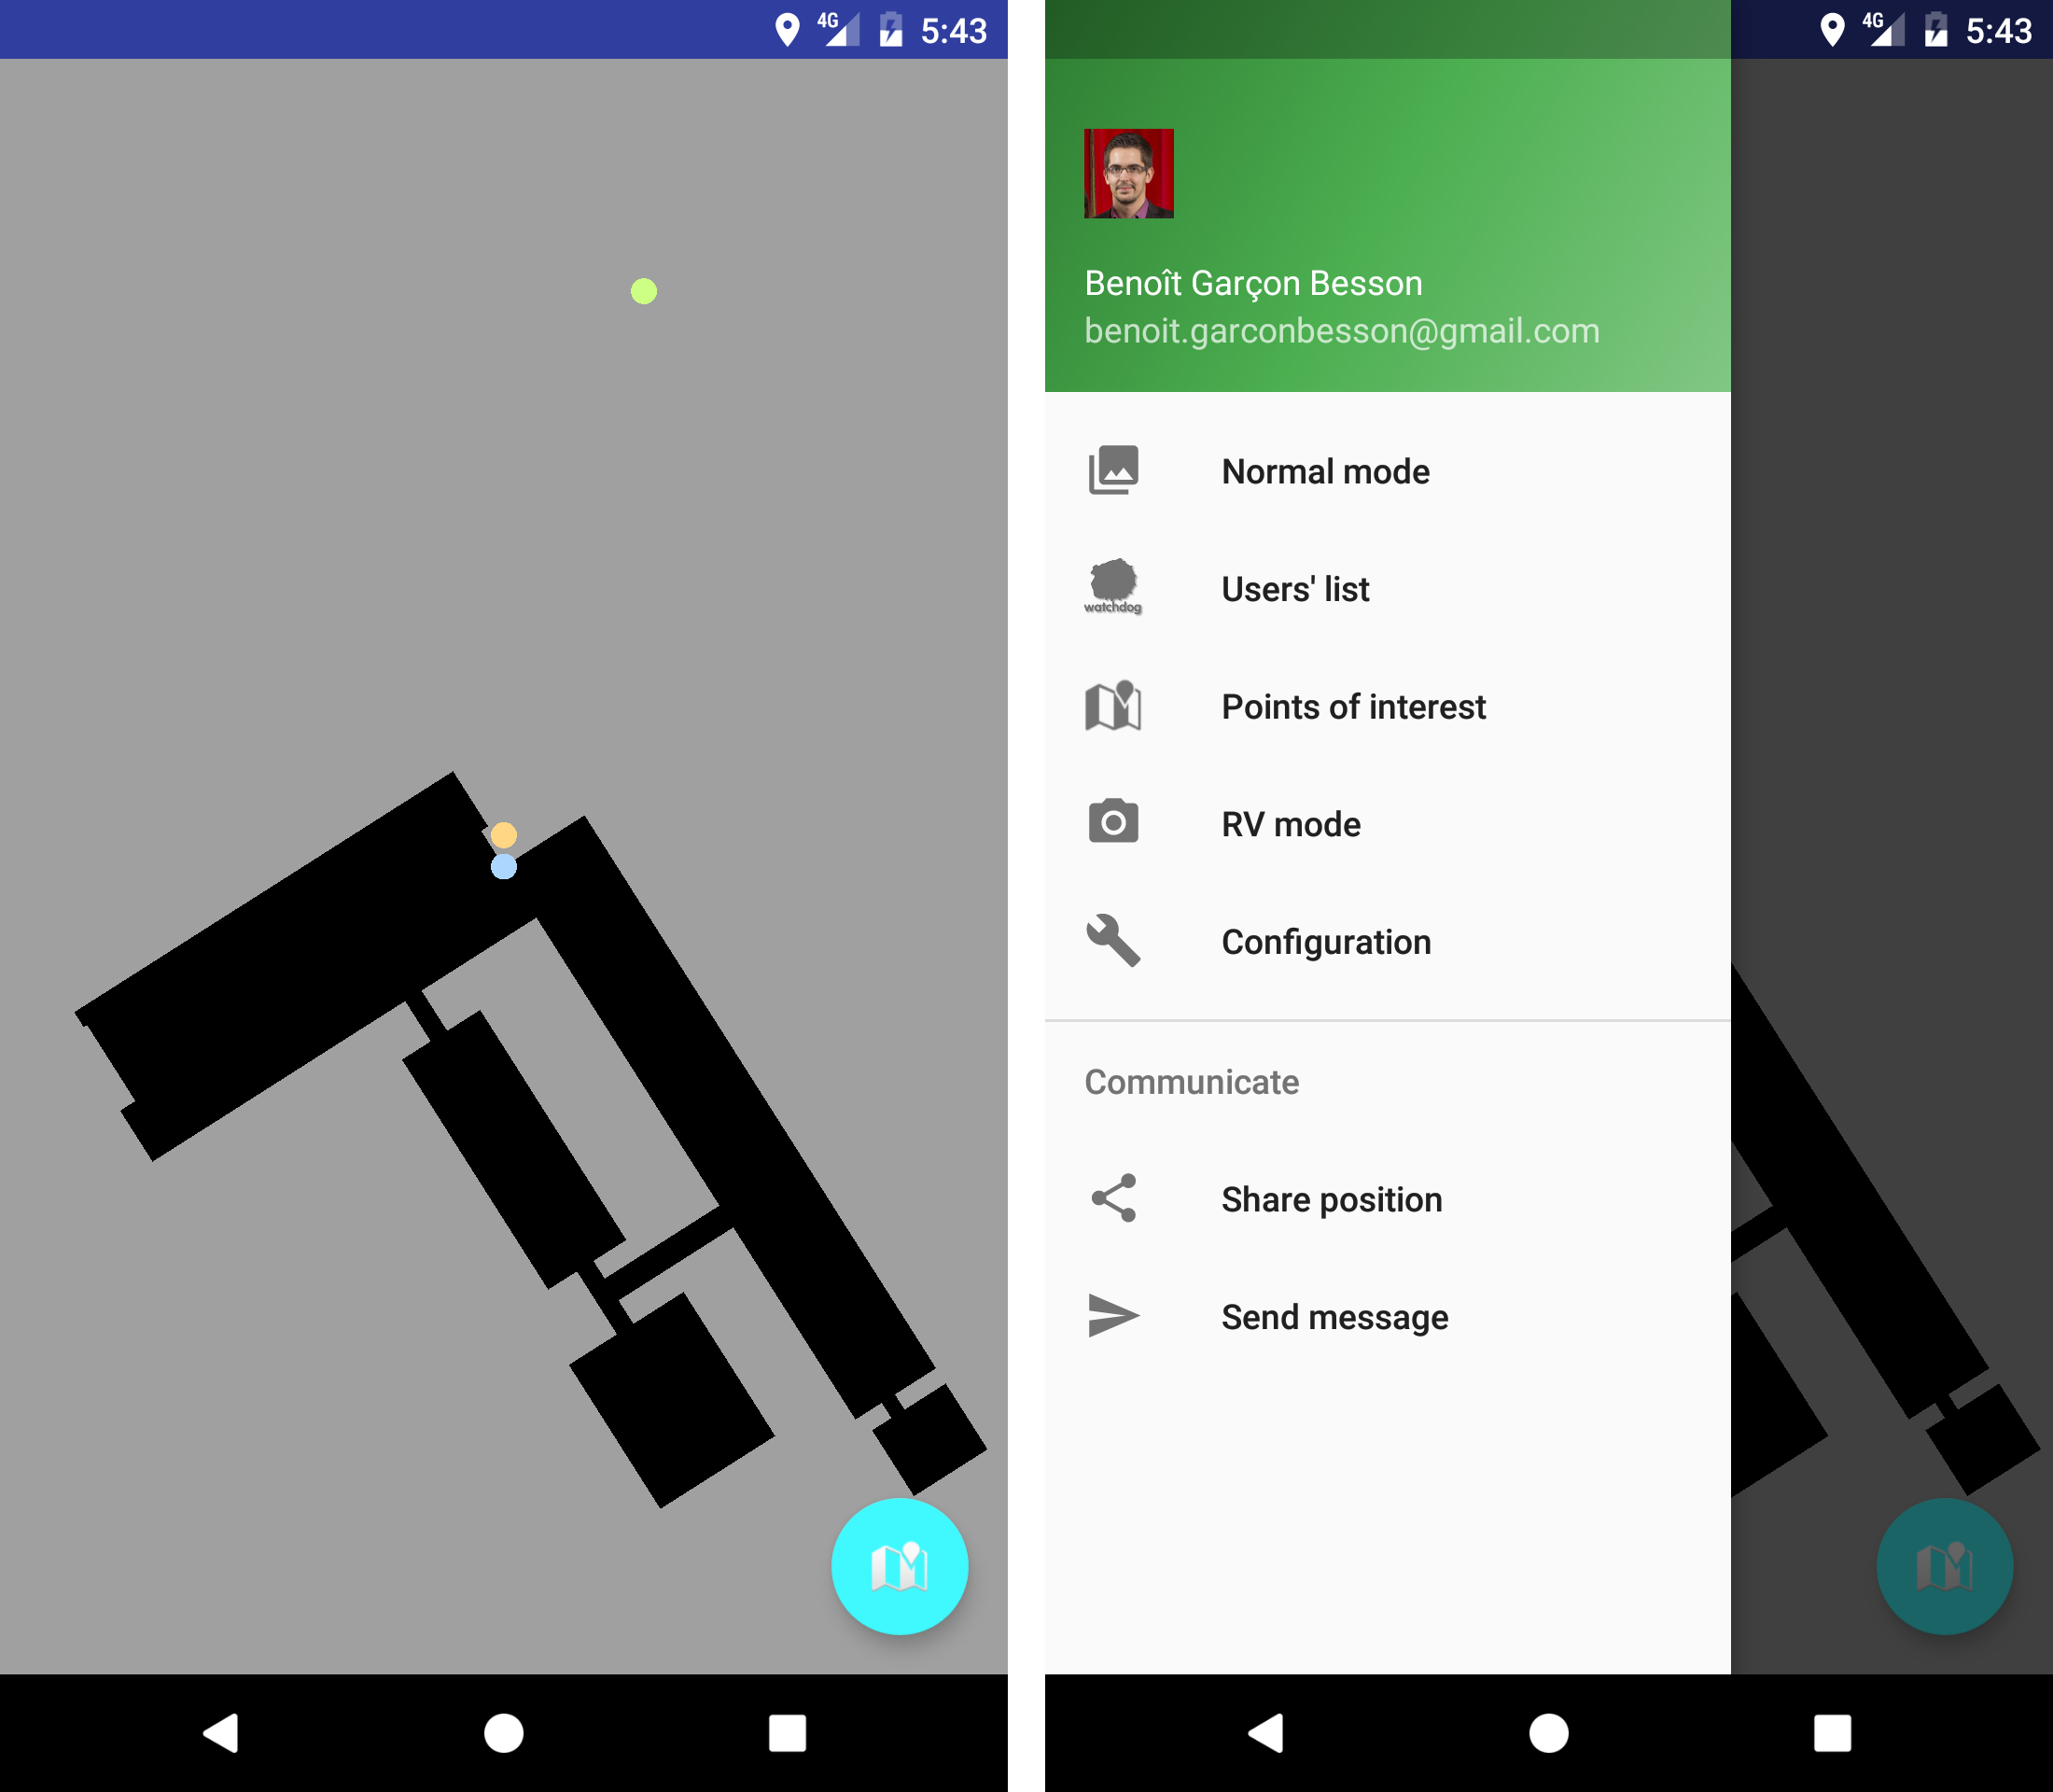 4G 5:43
4G 5:43
Benoît Garçon Besson
benoit.garconbesson@gmail.com
Normal mode
watchdog
Users' list
Points of interest
RV mode
Configuration
Communicate
Share position
Send message